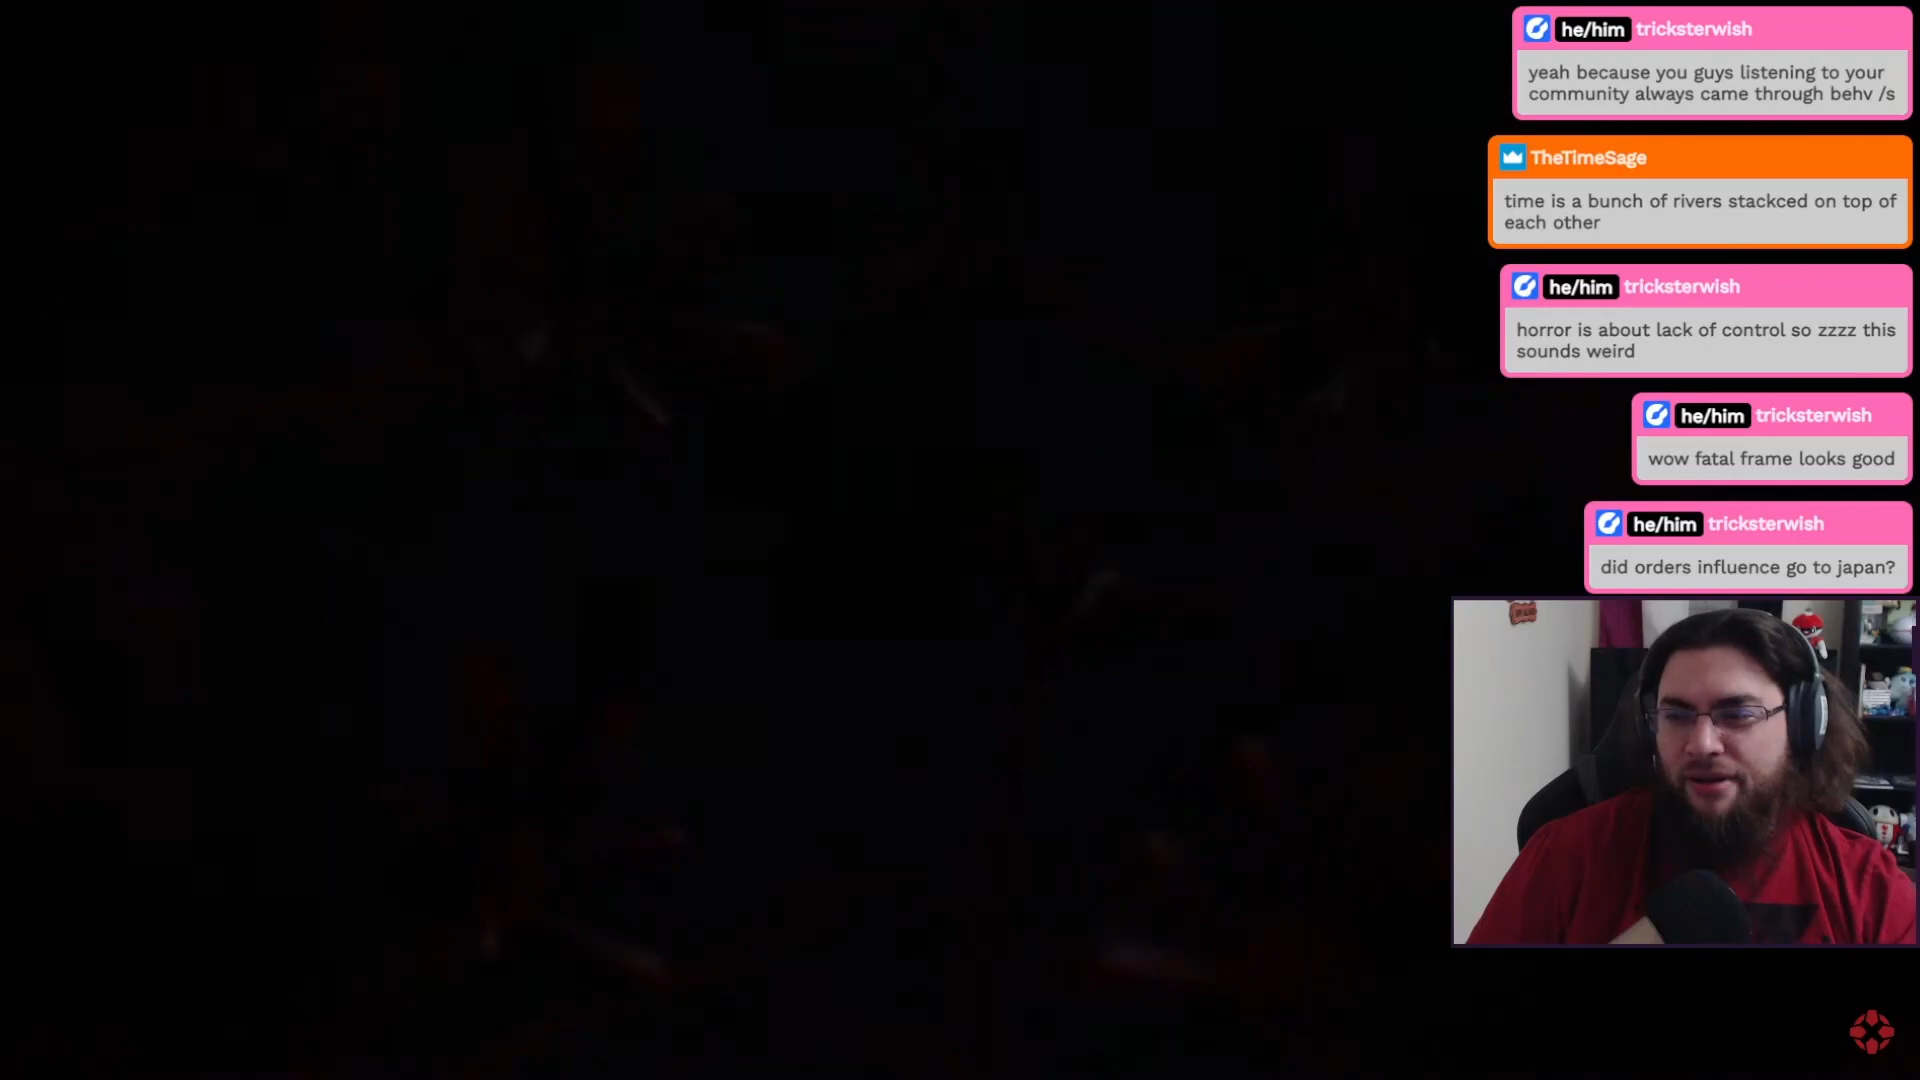 he/him tricksterwish
yeah because you guys listening to your
community always came through behv /s
TheTimeSage
time is a bunch of rivers stackced on top of
each other
he/him tricksterwish
horror is about lack of control so zzzz this
sounds weird
he/him tricksterwish
wow fatal frame looks good
he/him tricksterwish
did orders influence go to japan?